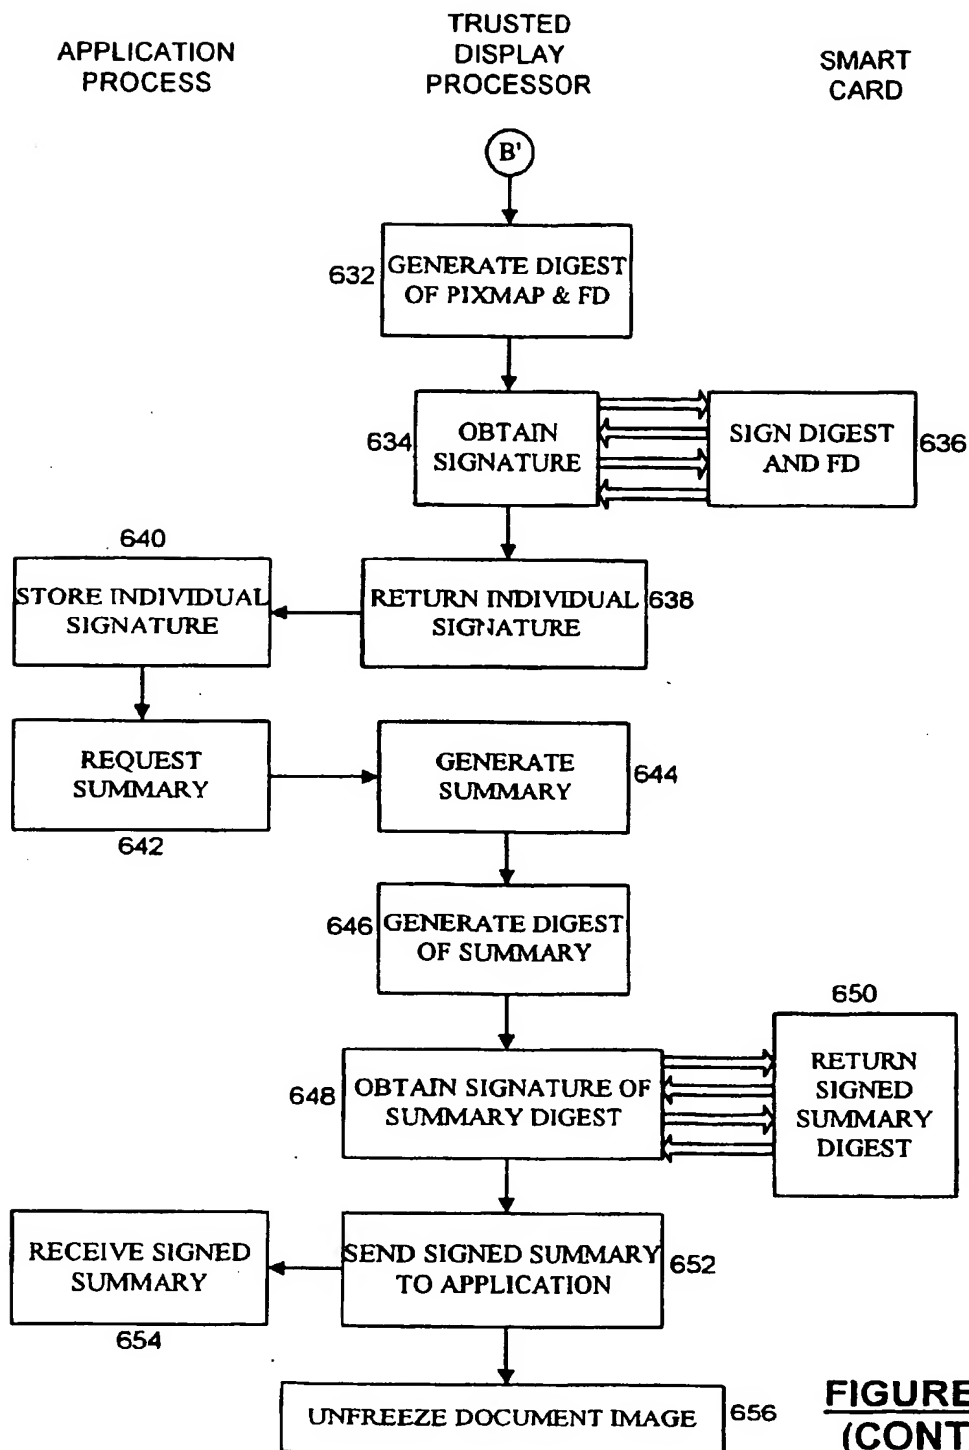 APPLICATION
PROCESS
TRUSTED
DISPLAY
PROCESSOR
SMART
CARD
B'
632
GENERATE DIGEST
OF PIXMAP & FD
634
OBTAIN
SIGNATURE
SIGN DIGEST
AND FD
636
640
STORE INDIVIDUAL
SIGNATURE
RETURN INDIVIDUAL
SIGNATURE
638
REQUEST
SUMMARY
642
GENERATE
SUMMARY
644
646
GENERATE DIGEST
OF SUMMARY
650
648
OBTAIN SIGNATURE OF
SUMMARY DIGEST
RETURN
SIGNED
SUMMARY
DIGEST
RECEIVE SIGNED
SUMMARY
654
SEND SIGNED SUMMARY
TO APPLICATION
652
UNFREEZE DOCUMENT IMAGE
656
FIGURE
(CONT